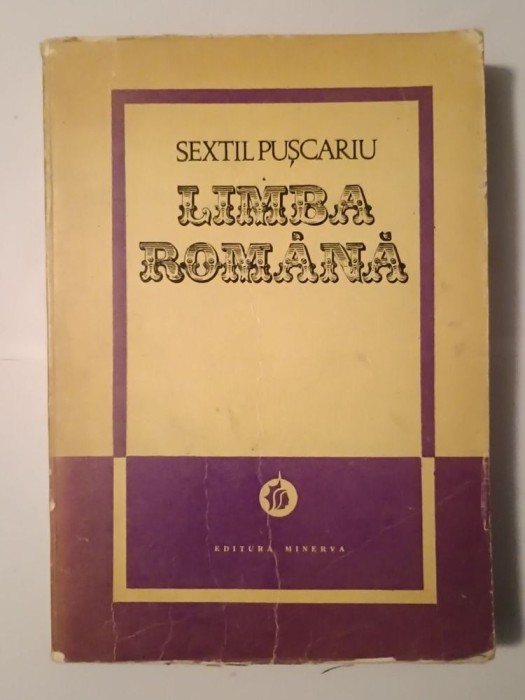 SEXTIL PUȘCARIU
LIMBA
ROMÂNĂ
EDITURA MINERVA